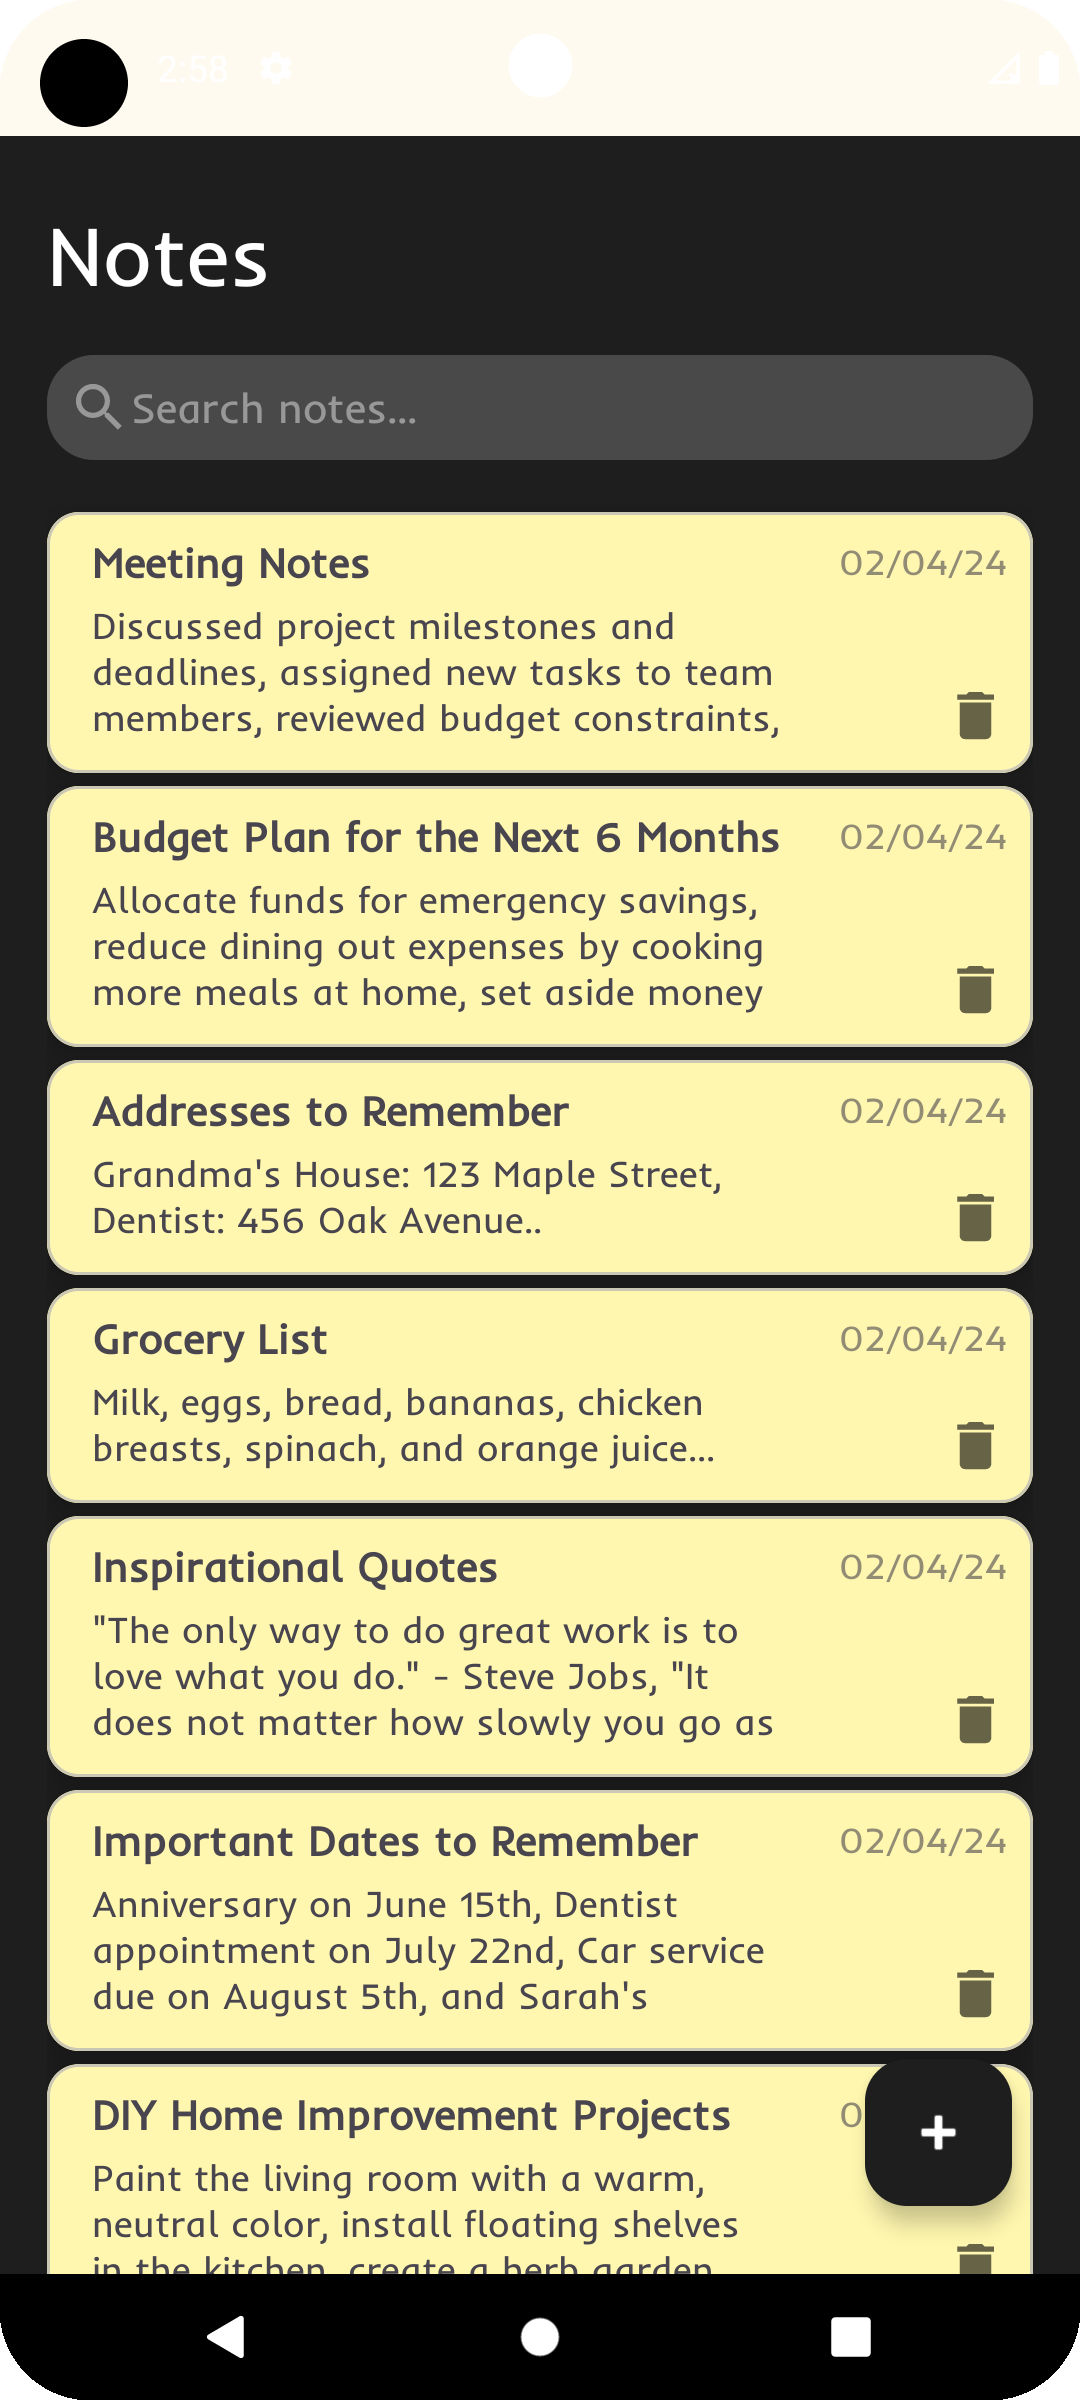 2:58
Notes
Search notes...
Meeting Notes 02/04/24
Discussed project milestones and
deadlines, assigned new tasks to team
members, reviewed budget constraints,
Budget Plan for the Next 6 Months 02/04/24
Allocate funds for emergency savings,
reduce dining out expenses by cooking
more meals at home, set aside money
Addresses to Remember 02/04/24
Grandma's House: 123 Maple Street,
Dentist: 456 Oak Avenue..
Grocery List 02/04/24
Milk, eggs, bread, bananas, chicken
breasts, spinach, and orange juice...
Inspirational Quotes 02/04/24
"The only way to do great work is to
love what you do." - Steve Jobs, "It
does not matter how slowly you go as
Important Dates to Remember 02/04/24
Anniversary on June 15th, Dentist
appointment on July 22nd, Car service
due on August 5th, and Sarah's
DIY Home Improvement Projects 0
Paint the living room with a warm,
neutral color, install floating shelves
in the kitchen, create a herb garden